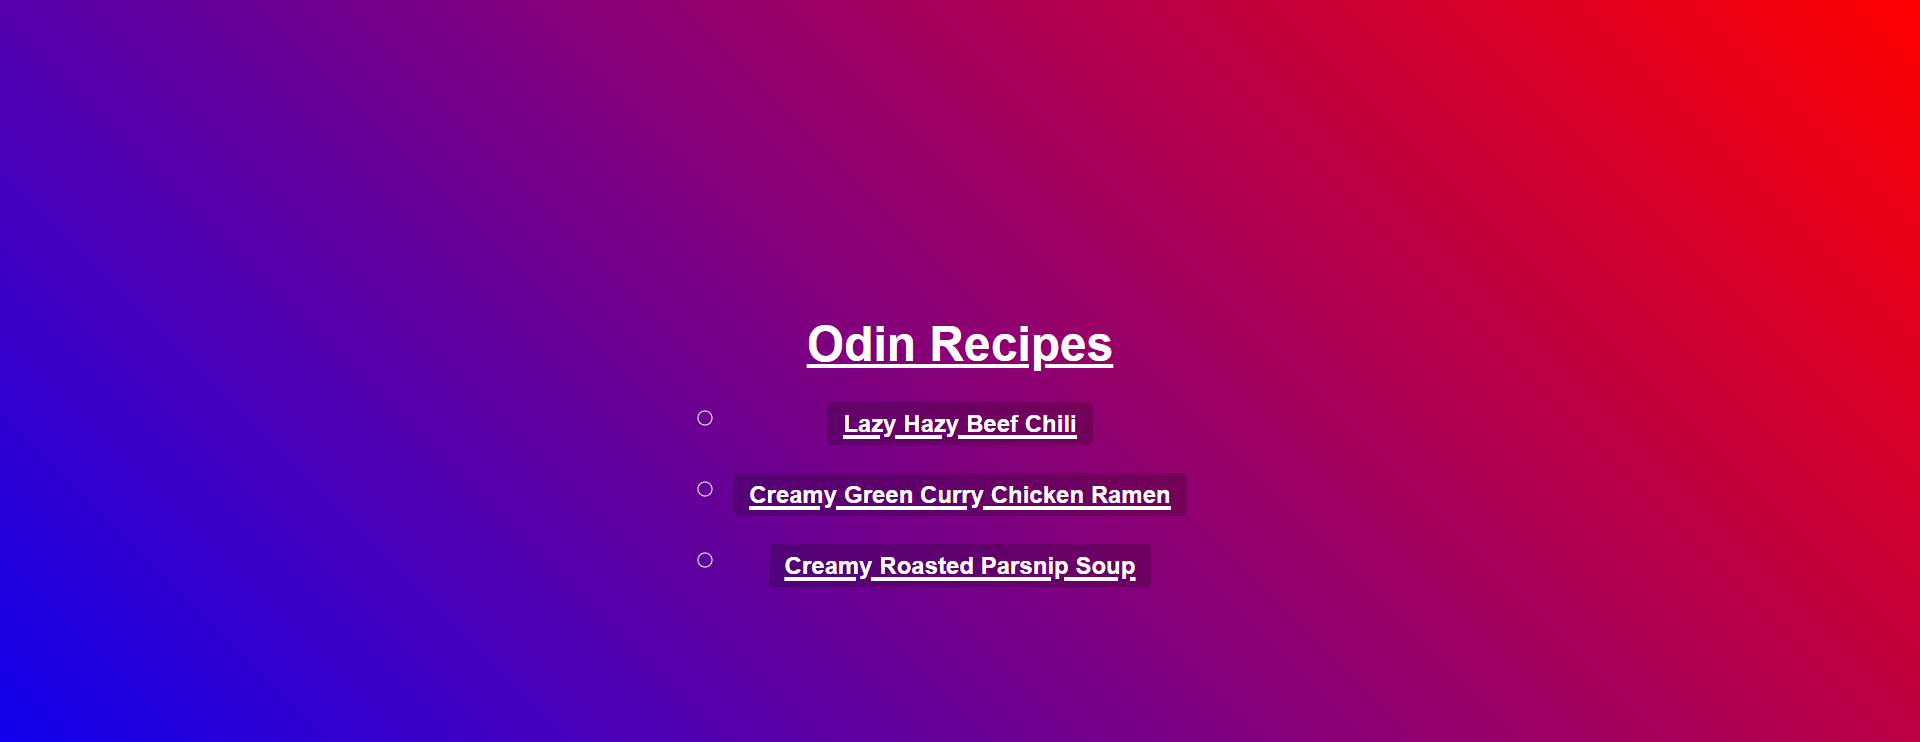 Odin Recipes
Lazy Hazy Beef Chili
Creamy Green Curry Chicken Ramen
Creamy Roasted Parsnip Soup